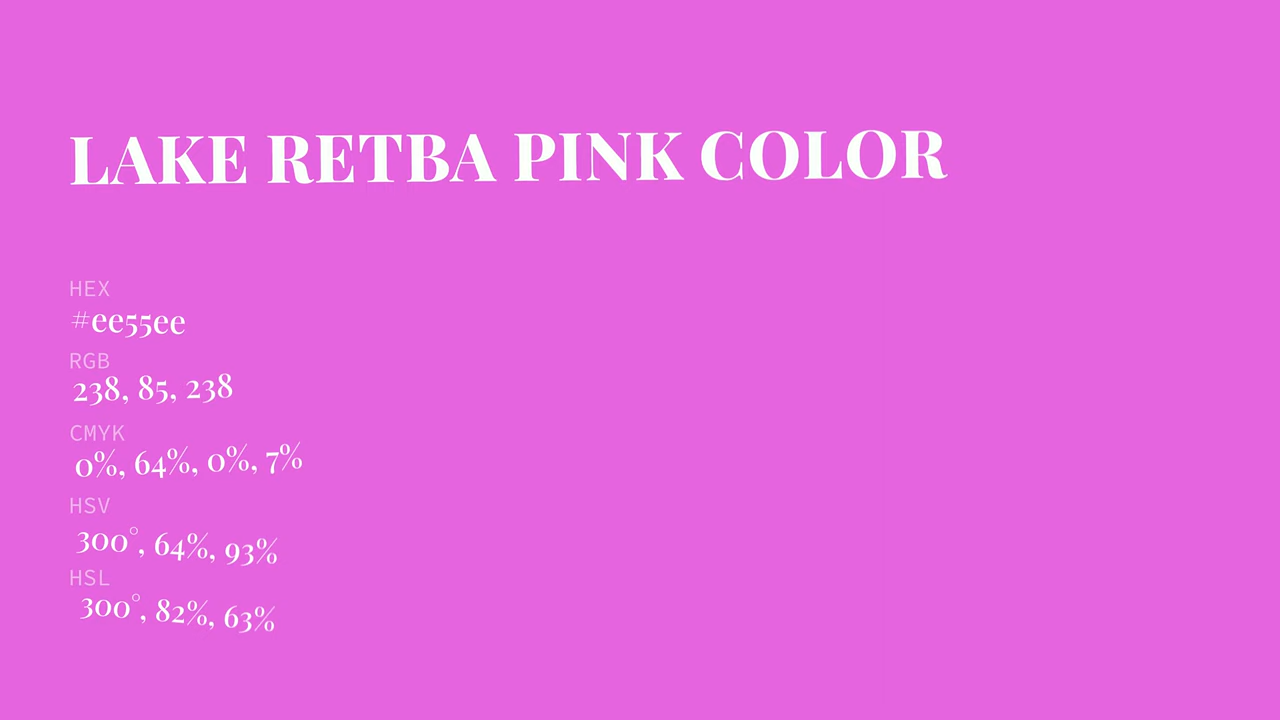 LAKE RETBA PINK COLOR
HEX
#ee55ee
RGB
238, 85, 238
CMYK
0%, 64%, 0%, 7%
HSV
300°, 64%, 93%
HSL
300°, 82%, 63%